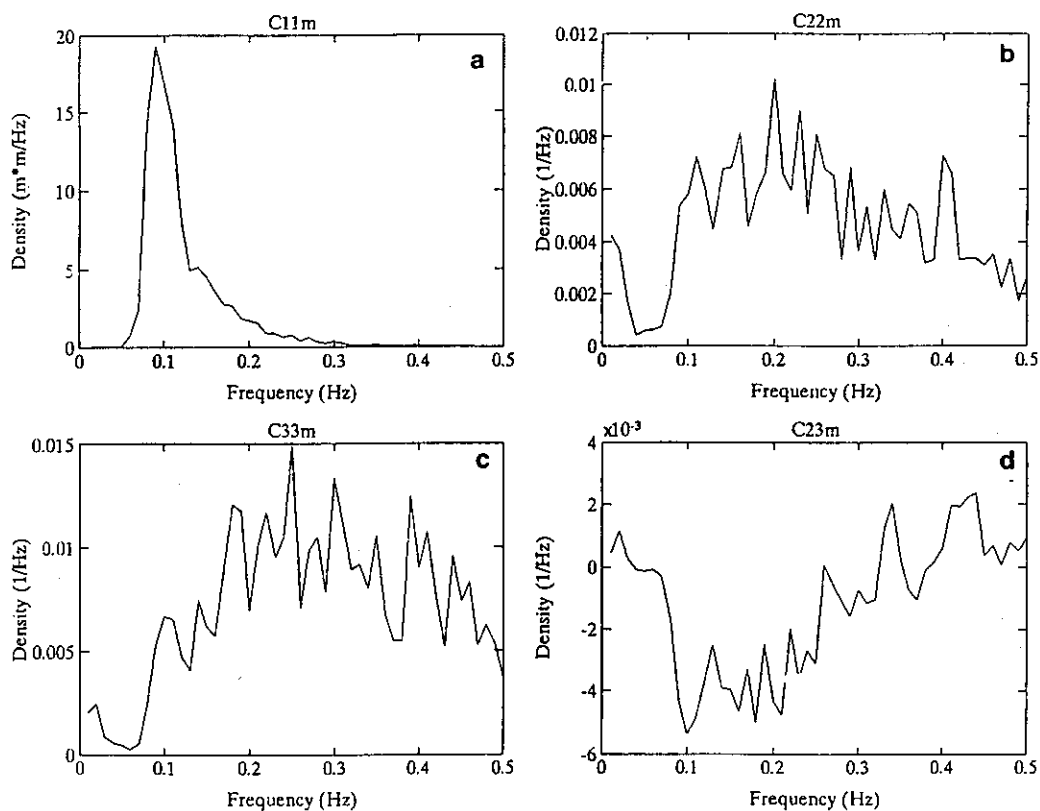 C11m
a
20
15
10
5
0
Density (m*m/Hz)
0 0.1 0.2 0.3 0.4 0.5
Frequency (Hz)
C22m
b
0.012
0.01
0.008
0.006
0.004
0.002
0
Density (1/Hz)
0 0.1 0.2 0.3 0.4 0.5
Frequency (Hz)
C33m
c
0.015
0.01
0.005
0
Density (1/Hz)
0 0.1 0.2 0.3 0.4 0.5
Frequency (Hz)
x10-3
C23m
d
4
2
0
-2
-4
-6
Density (1/Hz)
0 0.1 0.2 0.3 0.4 0.5
Frequency (Hz)